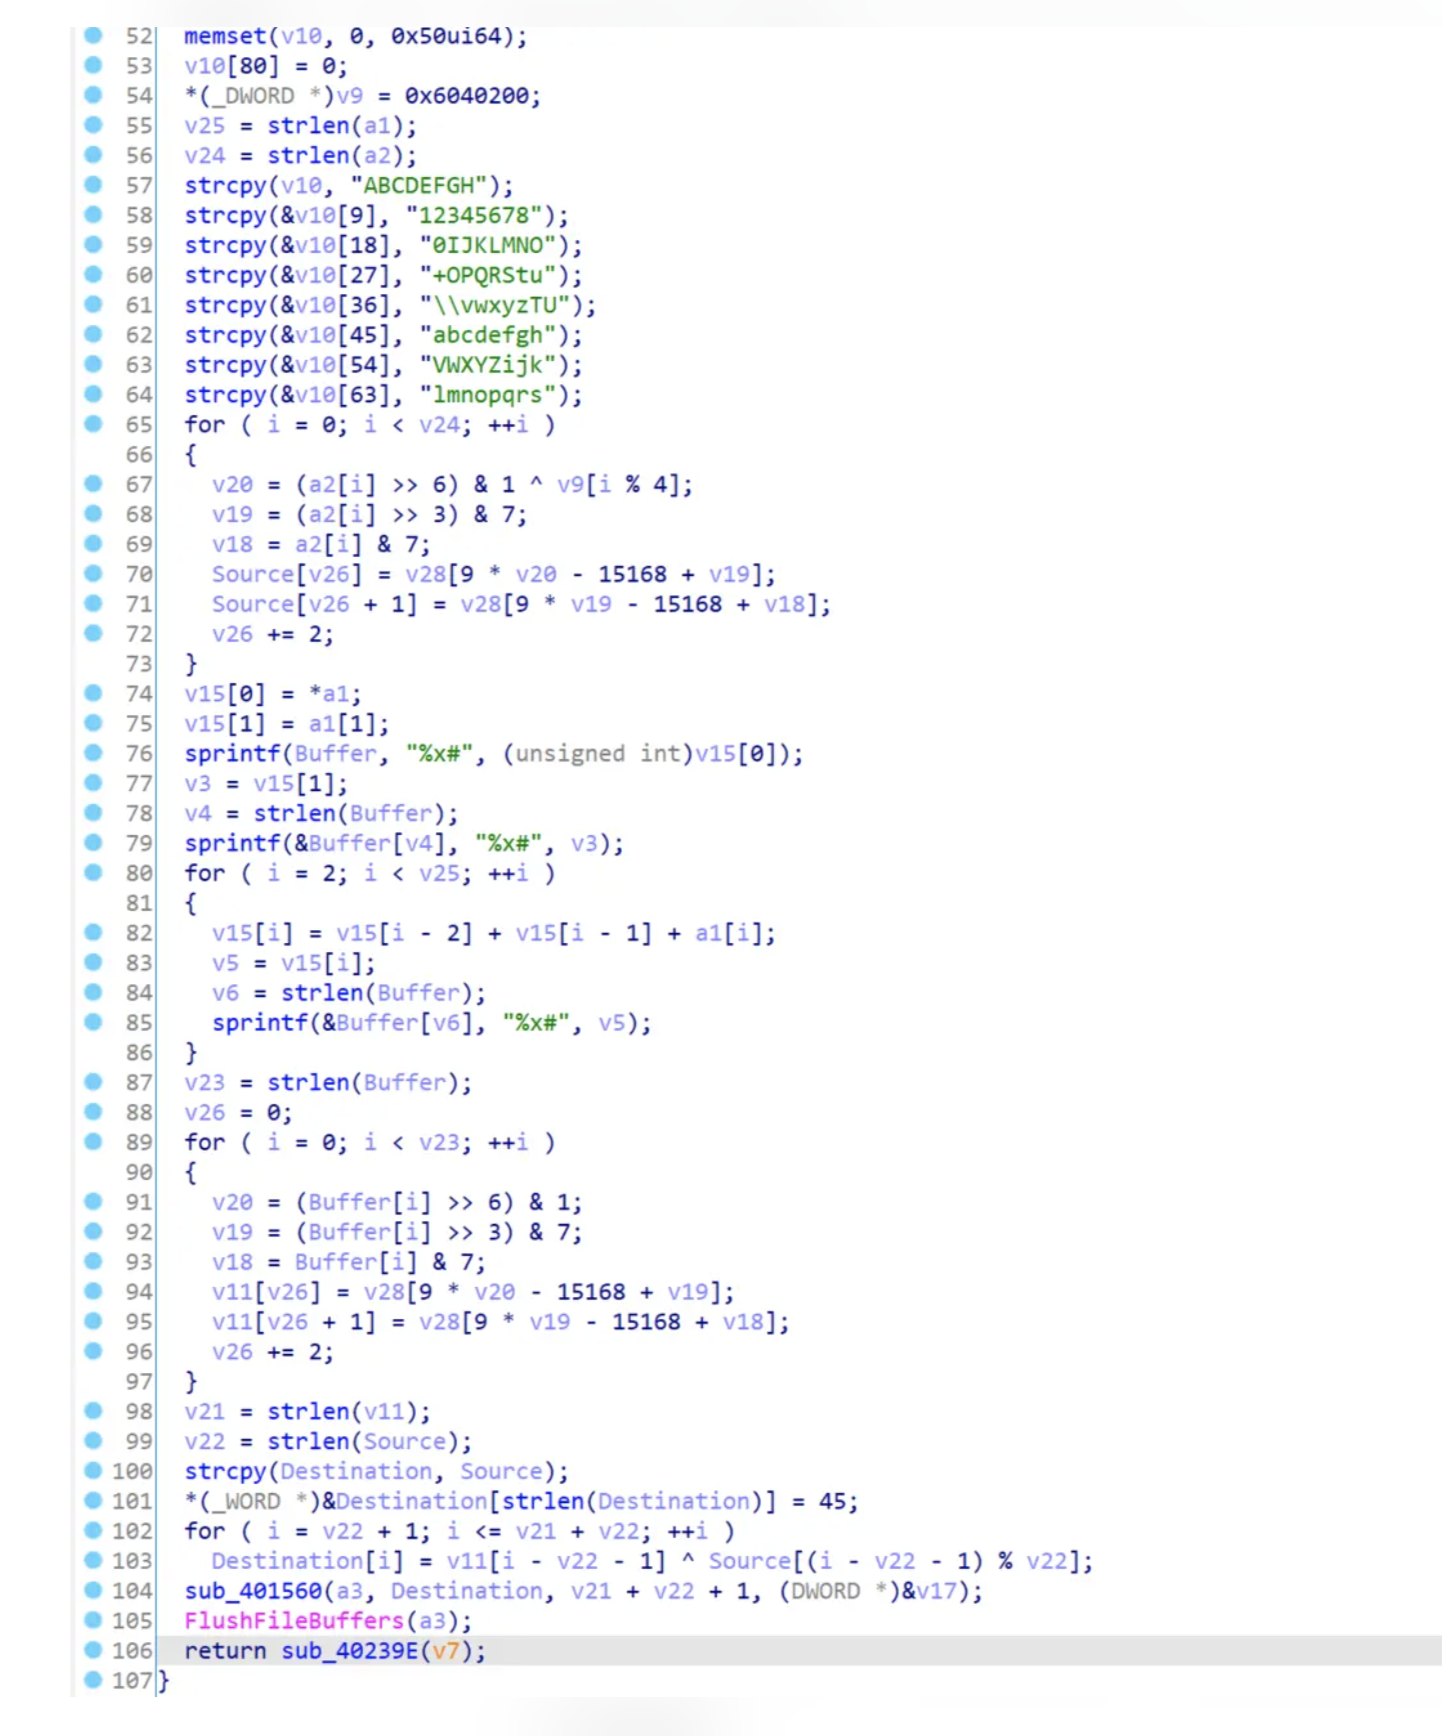 52 memset(v10, 0, 0x50ui64);
53 v10[80] = 0;
54 *(_DWORD *)v9 = 0x6040200;
55 v25 = strlen(a1);
56 v24 = strlen(a2);
57 strcpy(v10, "ABCDEFGH");
58 strcpy(&v10[9], "12345678");
59 strcpy(&v10[18], "0IJKLMNO");
60 strcpy(&v10[27], "+OPQRStu");
61 strcpy(&v10[36], "\\vwxyzTU");
62 strcpy(&v10[45], "abcdefgh");
63 strcpy(&v10[54], "VWXYZijk");
64 strcpy(&v10[63], "lmnopqrs");
65 for ( i = 0; i < v24; ++i )
66 {
67 v20 = (a2[i] >> 6) & 1 ^ v9[i % 4];
68 v19 = (a2[i] >> 3) & 7;
69 v18 = a2[i] & 7;
70 Source[v26] = v28[9 * v20 - 15168 + v19];
71 Source[v26 + 1] = v28[9 * v19 - 15168 + v18];
72 v26 += 2;
73 }
74 v15[0] = *a1;
75 v15[1] = a1[1];
76 sprintf(Buffer, "%x#", (unsigned int)v15[0]);
77 v3 = v15[1];
78 v4 = strlen(Buffer);
79 sprintf(&Buffer[v4], "%x#", v3);
80 for ( i = 2; i < v25; ++i )
81 {
82 v15[i] = v15[i - 2] + v15[i - 1] + a1[i];
83 v5 = v15[i];
84 v6 = strlen(Buffer);
85 sprintf(&Buffer[v6], "%x#", v5);
86 }
87 v23 = strlen(Buffer);
88 v26 = 0;
89 for ( i = 0; i < v23; ++i )
90 {
91 v20 = (Buffer[i] >> 6) & 1;
92 v19 = (Buffer[i] >> 3) & 7;
93 v18 = Buffer[i] & 7;
94 v11[v26] = v28[9 * v20 - 15168 + v19];
95 v11[v26 + 1] = v28[9 * v19 - 15168 + v18];
96 v26 += 2;
97 }
98 v21 = strlen(v11);
99 v22 = strlen(Source);
100 strcpy(Destination, Source);
101 *(_WORD *)&Destination[strlen(Destination)] = 45;
102 for ( i = v22 + 1; i <= v21 + v22; ++i )
103 Destination[i] = v11[i - v22 - 1] ^ Source[(i - v22 - 1) % v22];
104 sub_401560(a3, Destination, v21 + v22 + 1, (DWORD *)&v17);
105 FlushFileBuffers(a3);
106 return sub_40239E(v7);
107 }